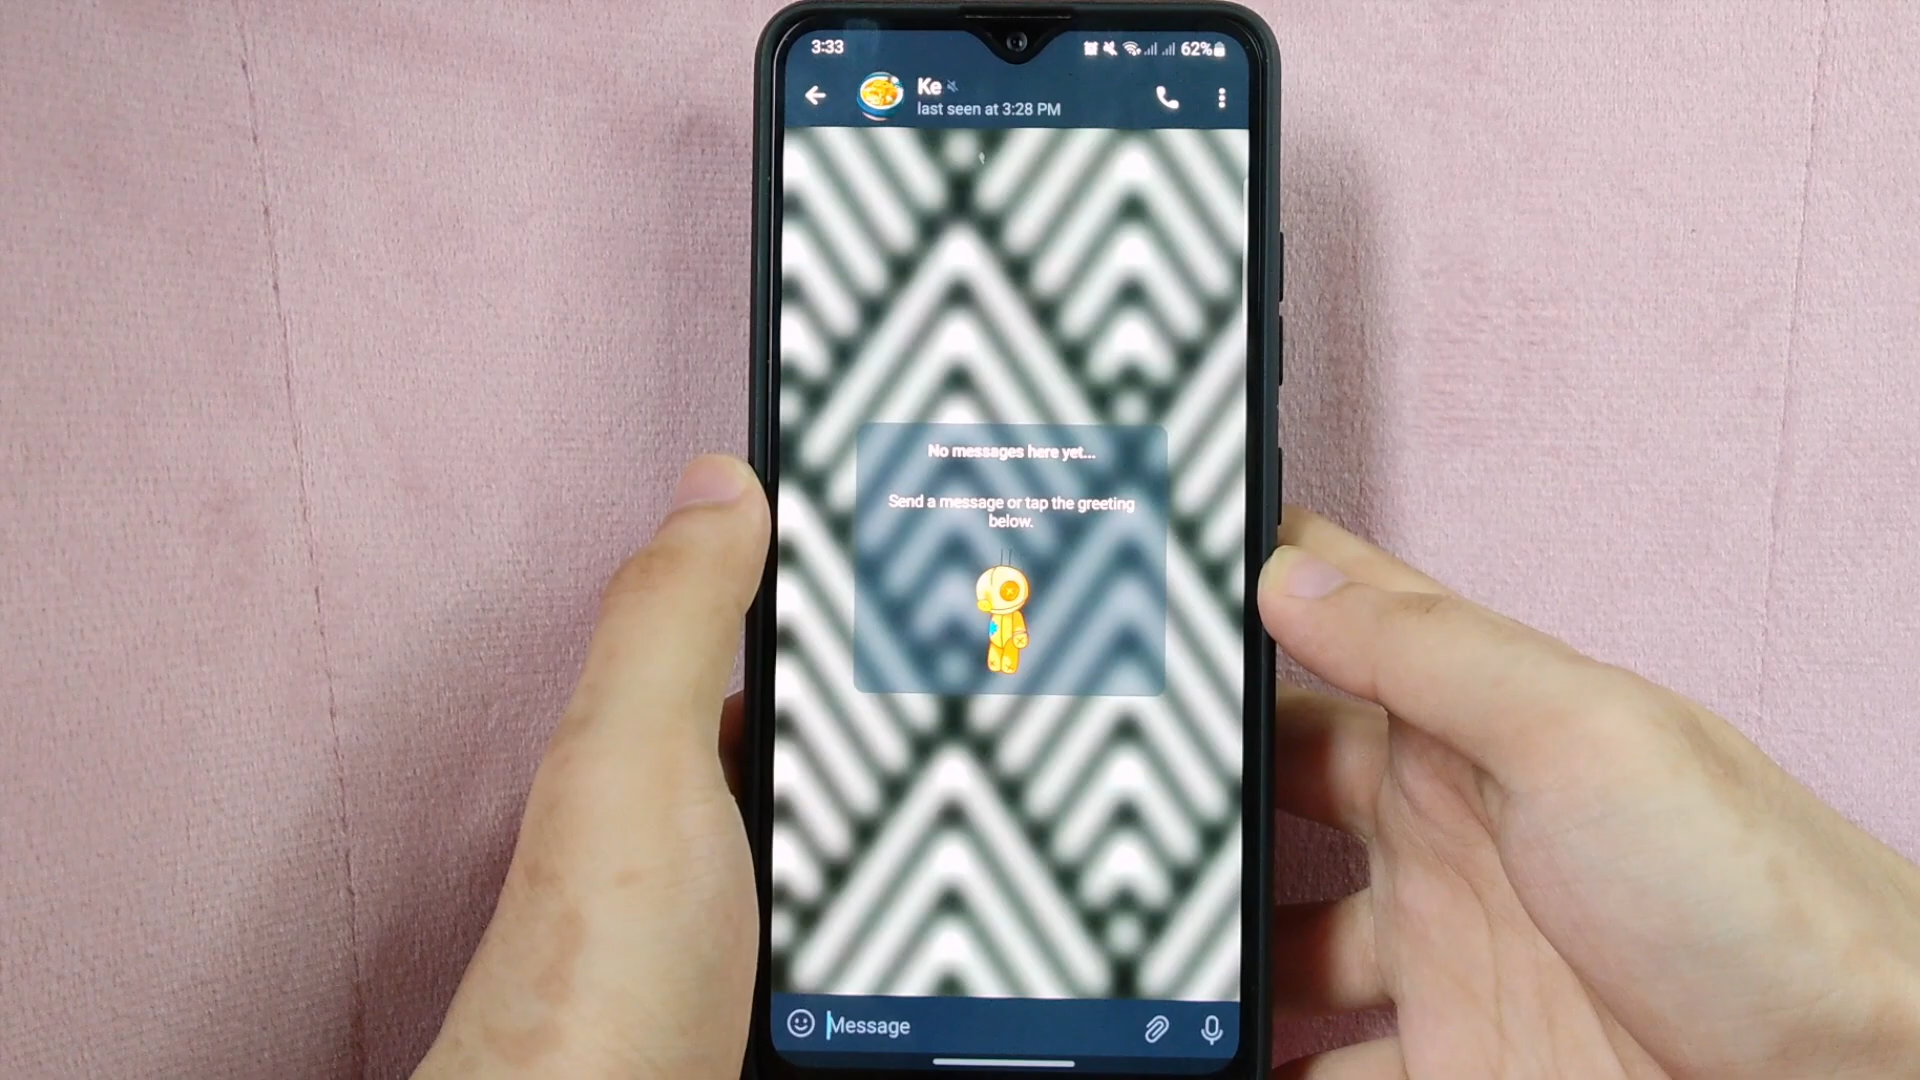 3:33
62%
Ke
last seen at 3:28 PM
No messages here yet...
Send a message or tap the greeting
below.
Message